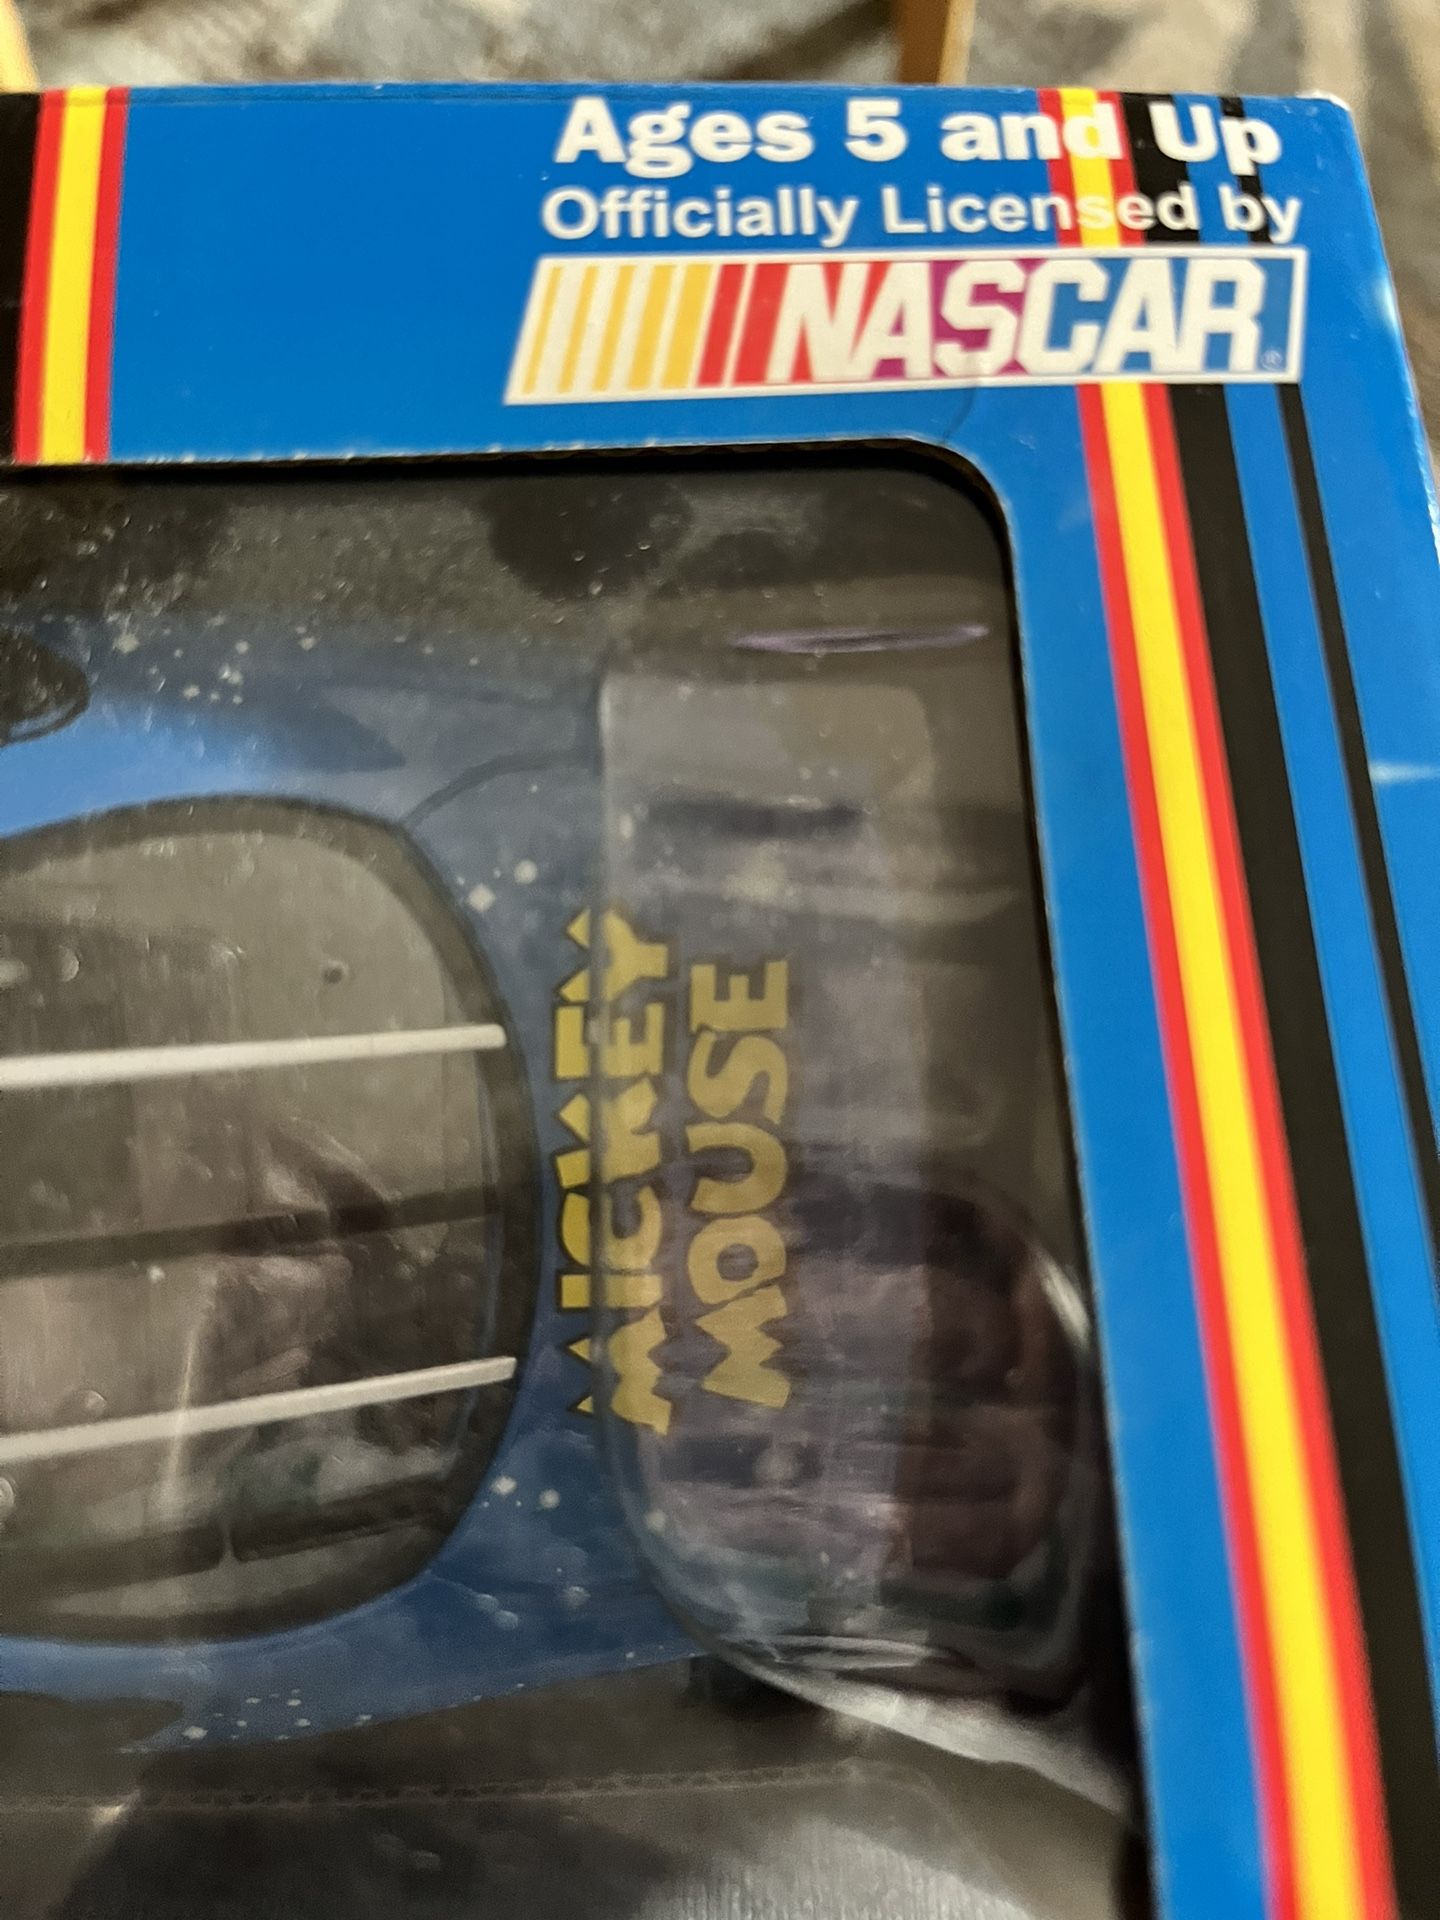 Ages 5 and Up
Officially Licensed by
NASCAR®
MICKEY
MOUSE